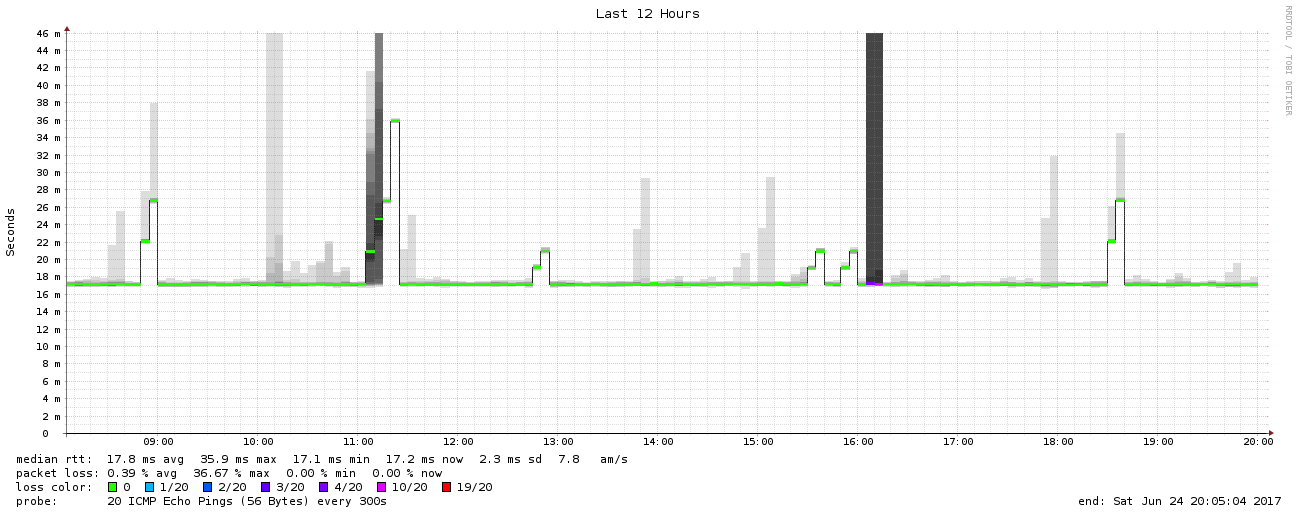 Last 12 Hours
RRDTOOL / TOBI OETIKER
Seconds
46 m
44 m
42 m
40 m
38 m
36 m
34 m
32 m
30 m
28 m
26 m
24 m
22 m
20 m
18 m
16 m
14 m
12 m
10 m
8 m
6 m
4 m
2 m
0
09:00 10:00 11:00 12:00 13:00 14:00 15:00 16:00 17:00 18:00 19:00 20:00
median rtt: 17.8 ms avg 35.9 ms max 17.1 ms min 17.2 ms now 2.3 ms sd 7.8 am/s
packet loss: 0.39 % avg 36.67 % max 0.00 % min 0.00 % now
loss color: 0 1/20 2/20 3/20 4/20 10/20 19/20
probe: 20 ICMP Echo Pings (56 Bytes) every 300s end: Sat Jun 24 20:05:04 2017